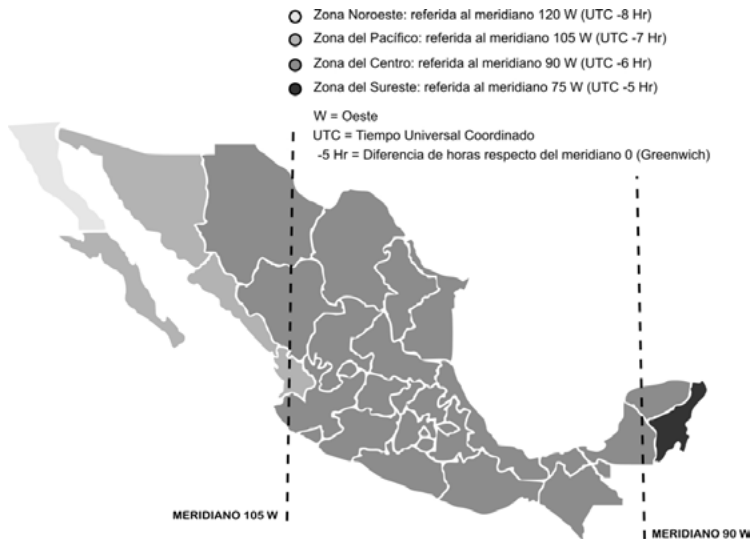 Zona Noroeste: referida al meridiano 120 W (UTC -8 Hr)
Zona del Pacífico: referida al meridiano 105 W (UTC -7 Hr)
Zona del Centro: referida al meridiano 90 W (UTC -6 Hr)
Zona del Sureste: referida al meridiano 75 W (UTC -5 Hr)
W = Oeste
UTC = Tiempo Universal Coordinado
-5 Hr = Diferencia de horas respecto del meridiano 0 (Greenwich)
MERIDIANO 105 W
MERIDIANO 90 W